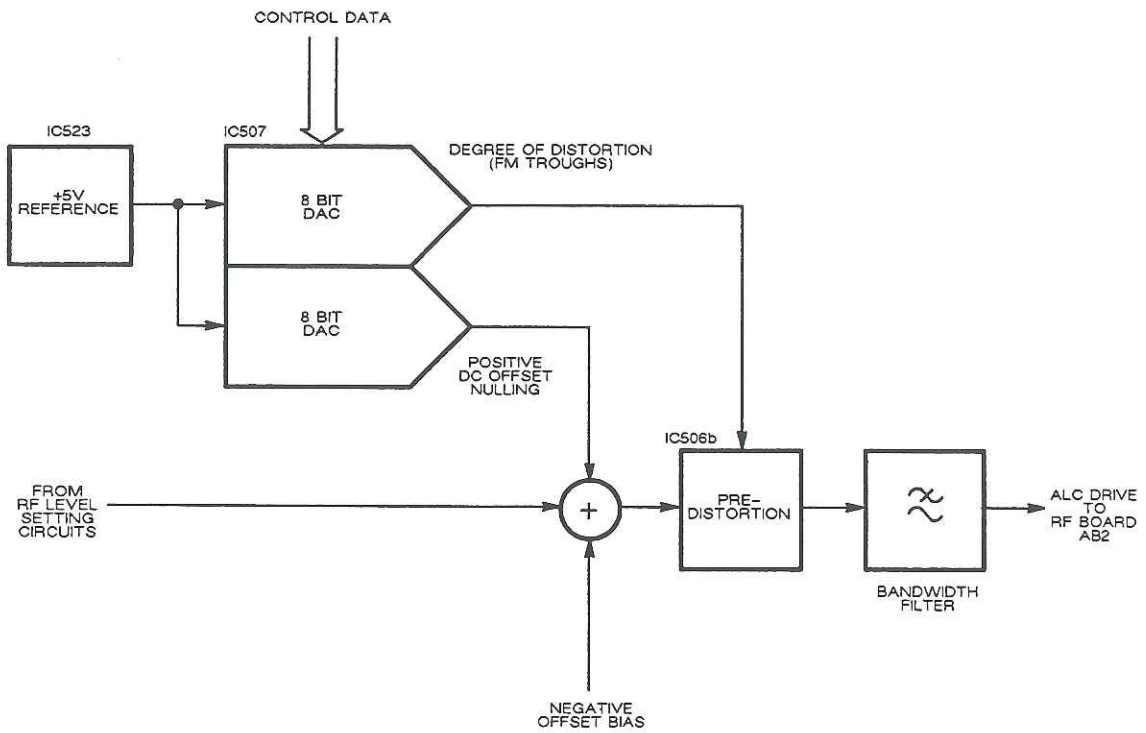 CONTROL DATA
IC523
IC507
+5V
REFERENCE
8 BIT
DAC
DEGREE OF DISTORTION
(FM TROUGHS)
8 BIT
DAC
POSITIVE
DC OFFSET
NULLING
IC506b
FROM
RF LEVEL
SETTING
CIRCUITS
+
PRE-
DISTORTION
ALC DRIVE
TO
RF BOARD
AB2
BANDWIDTH
FILTER
NEGATIVE
OFFSET BIAS